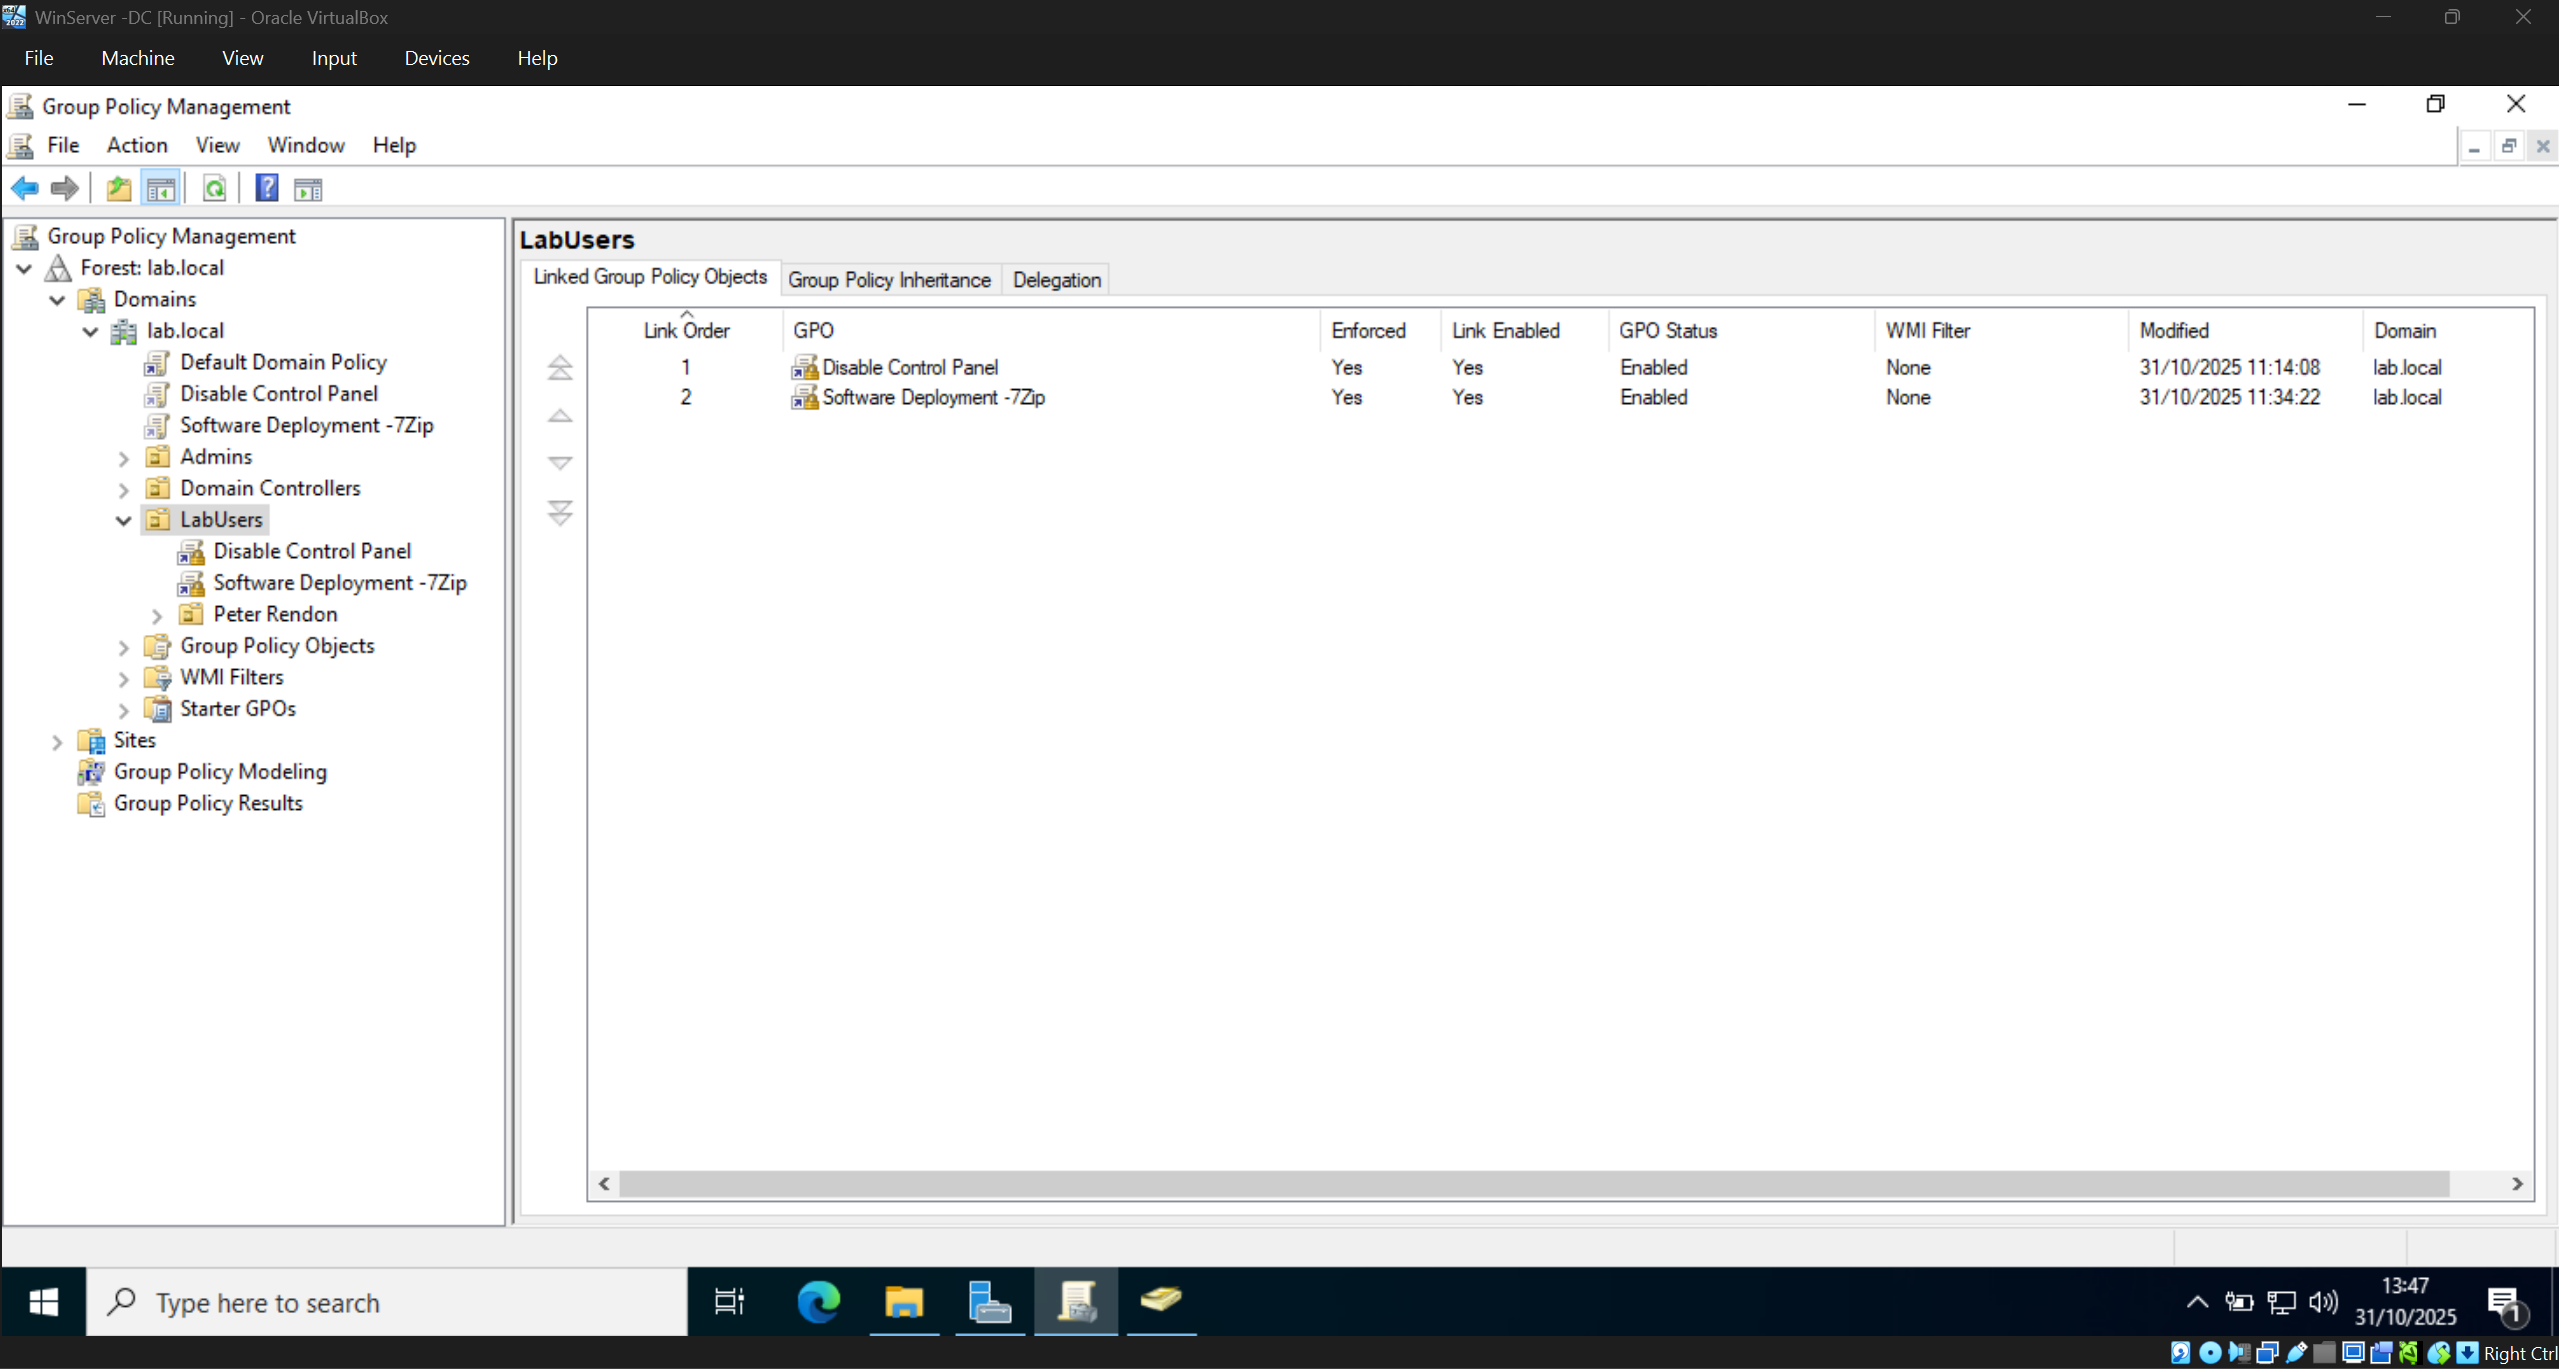 WinServer -DC [Running] - Oracle VirtualBox
File Machine View Input Devices Help
Group Policy Management
File Action View Window Help
Group Policy Management
Forest: lab.local
Domains
lab.local
Default Domain Policy
Disable Control Panel
Software Deployment -7Zip
Admins
Domain Controllers
LabUsers
Disable Control Panel
Software Deployment -7Zip
Peter Rendon
Group Policy Objects
WMI Filters
Starter GPOs
Sites
Group Policy Modeling
Group Policy Results
LabUsers
Linked Group Policy Objects Group Policy Inheritance Delegation
Link Order GPO Enforced Link Enabled GPO Status WMI Filter Modified Domain
1 Disable Control Panel Yes Yes Enabled None 31/10/2025 11:14:08 lab.local
2 Software Deployment -7Zip Yes Yes Enabled None 31/10/2025 11:34:22 lab.local
Type here to search
13:47
31/10/2025
1
Right Ctrl